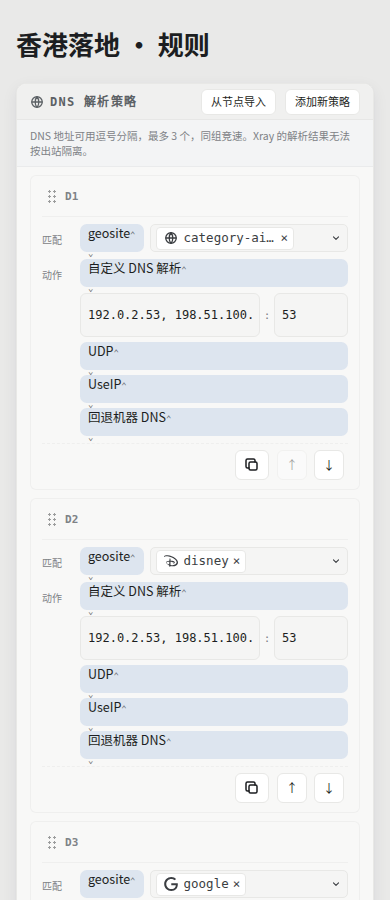 香港落地 · 规则
DNS 解析策略
从节点导入
添加新策略
DNS 地址可用逗号分隔，最多 3 个，同组竞速。Xray 的解析结果无法
按出站隔离。
D1
匹配
geosite
category-ai… ×
动作
自定义 DNS 解析
192.0.2.53, 198.51.100. : 53
UDP
UseIP
回退机器 DNS
↑ ↓
D2
匹配
geosite
disney ×
动作
自定义 DNS 解析
192.0.2.53, 198.51.100. : 53
UDP
UseIP
回退机器 DNS
↑ ↓
D3
匹配
geosite
google ×